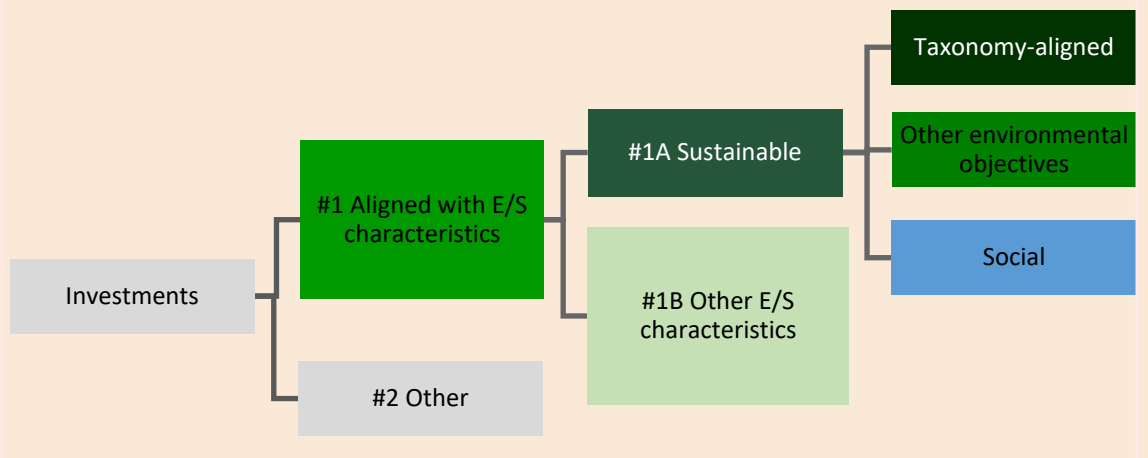 Investments
#1 Aligned with E/S
characteristics
#2 Other
#1A Sustainable
#1B Other E/S
characteristics
Taxonomy-aligned
Other environmental
objectives
Social